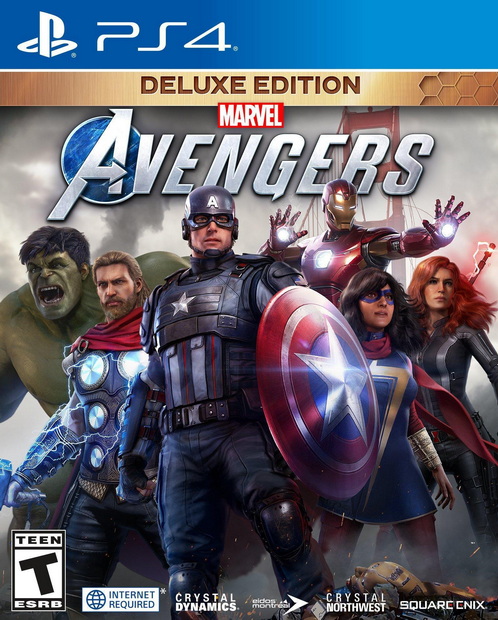 PS4
DELUXE EDITION
MARVEL
AVENGERS
A
TEEN
T
ESRB
INTERNET
REQUIRED*
CRYSTAL
DYNAMICS®
eidos
montréal
CRYSTAL
NORTHWEST
SQUARE ENIX®